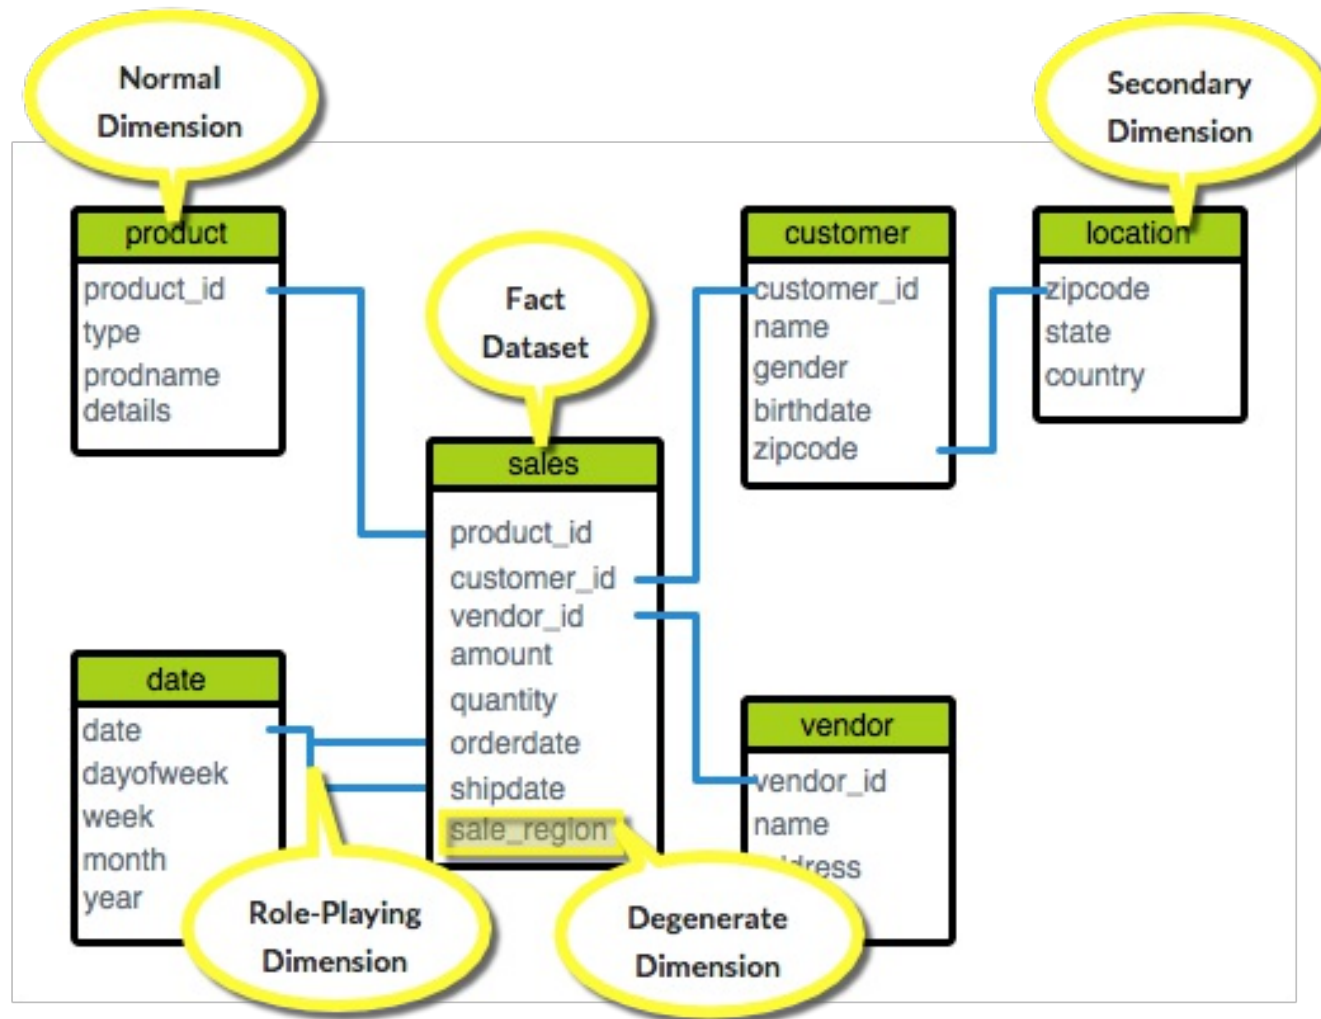 Normal
Dimension
Secondary
Dimension
product
product_id
type
prodname
details
Fact
Dataset
customer
customer_id
name
gender
birthdate
zipcode
location
zipcode
state
country
sales
product_id
customer_id
vendor_id
amount
quantity
orderdate
shipdate
sale_region
date
date
dayofweek
week
month
year
vendor
vendor_id
name
Role-Playing
Dimension
Degenerate
Dimension